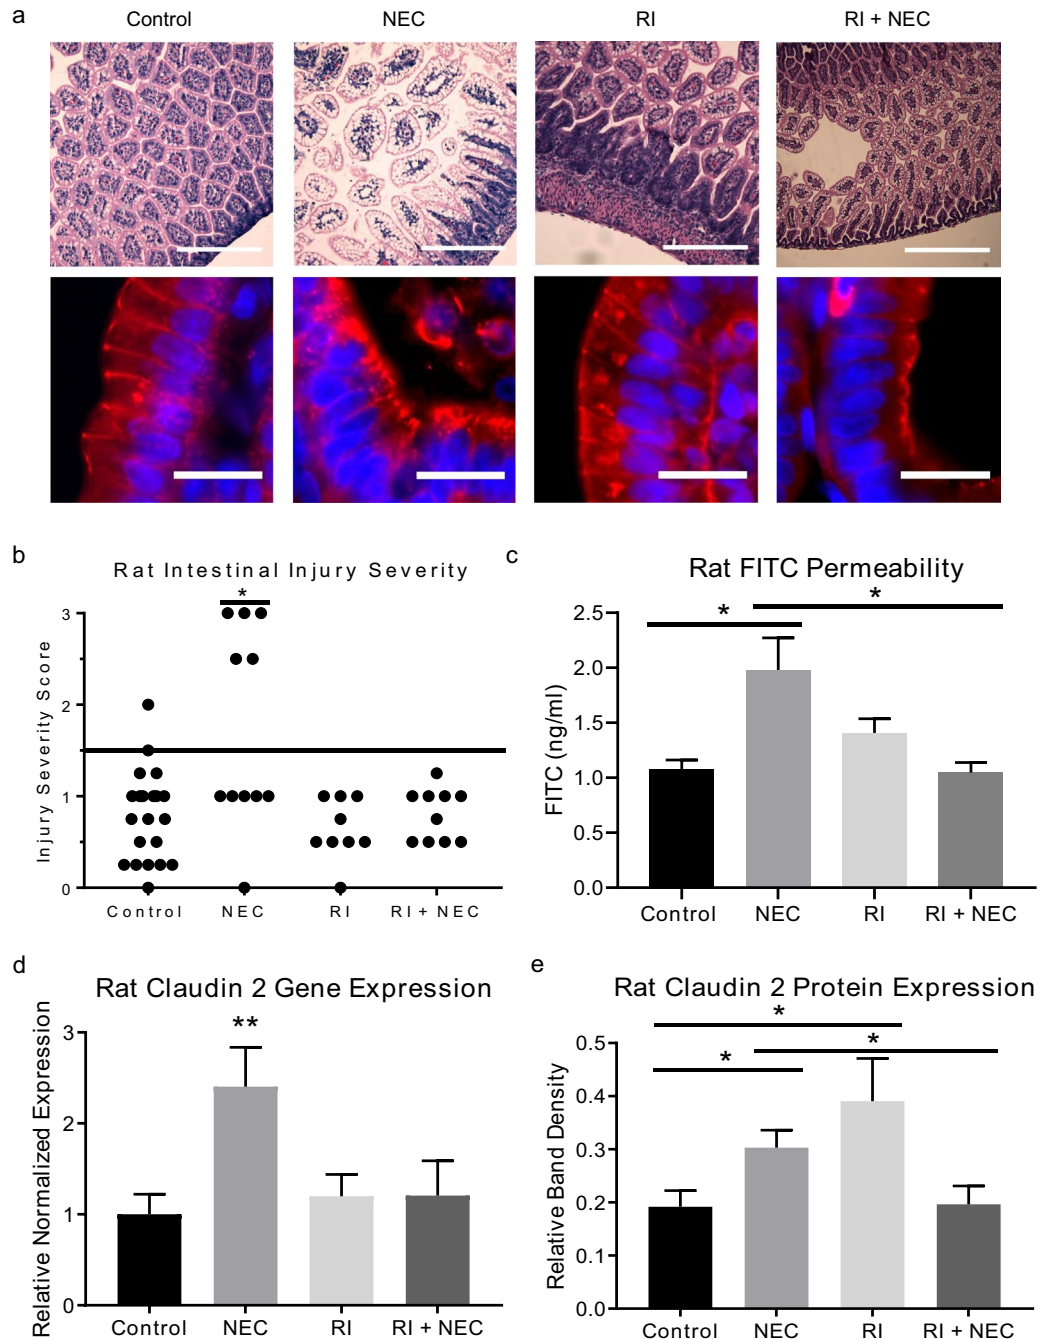 a
Control NEC RI RI + NEC
b
Rat Intestinal Injury Severity
*
Injury Severity Score
3
2
1
0
Control NEC RI RI + NEC
c
Rat FITC Permeability
*
*
FITC (ng/ml)
2.5
2.0
1.5
1.0
0.5
0.0
Control NEC RI RI + NEC
d
Rat Claudin 2 Gene Expression
**
Relative Normalized Expression
3
2
1
0
Control NEC RI RI + NEC
e
Rat Claudin 2 Protein Expression
*
*
*
Relative Band Density
0.5
0.4
0.3
0.2
0.1
0.0
Control NEC RI RI + NEC